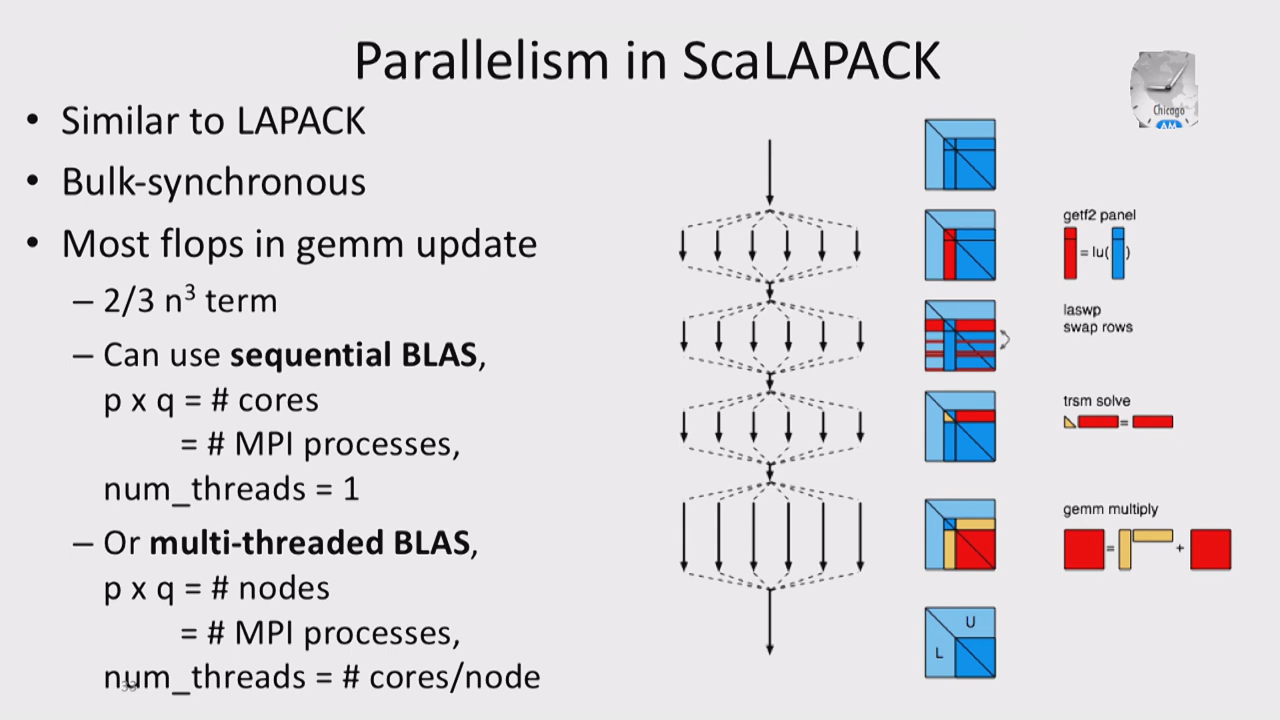 Parallelism in ScaLAPACK
Chicago
AM
• Similar to LAPACK
• Bulk-synchronous
• Most flops in gemm update
– 2/3 n³ term
– Can use sequential BLAS,
p x q = # cores
= # MPI processes,
num_threads = 1
– Or multi-threaded BLAS,
p x q = # nodes
= # MPI processes,
num_threads = # cores/node
33
getf2 panel
= lu( )
laswp
swap rows
trsm solve
=
gemm multiply
= +
U
L